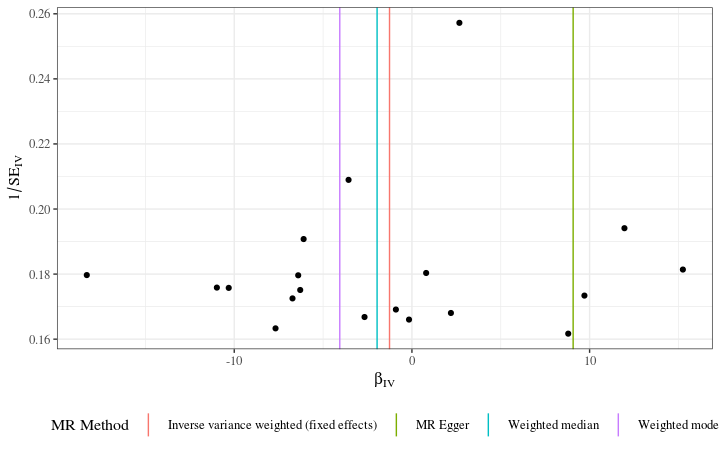 0.26
0.24
0.22
0.20
0.18
0.16
1/SE_IV
-10 0 10
β_IV
MR Method Inverse variance weighted (fixed effects) MR Egger Weighted median Weighted mode